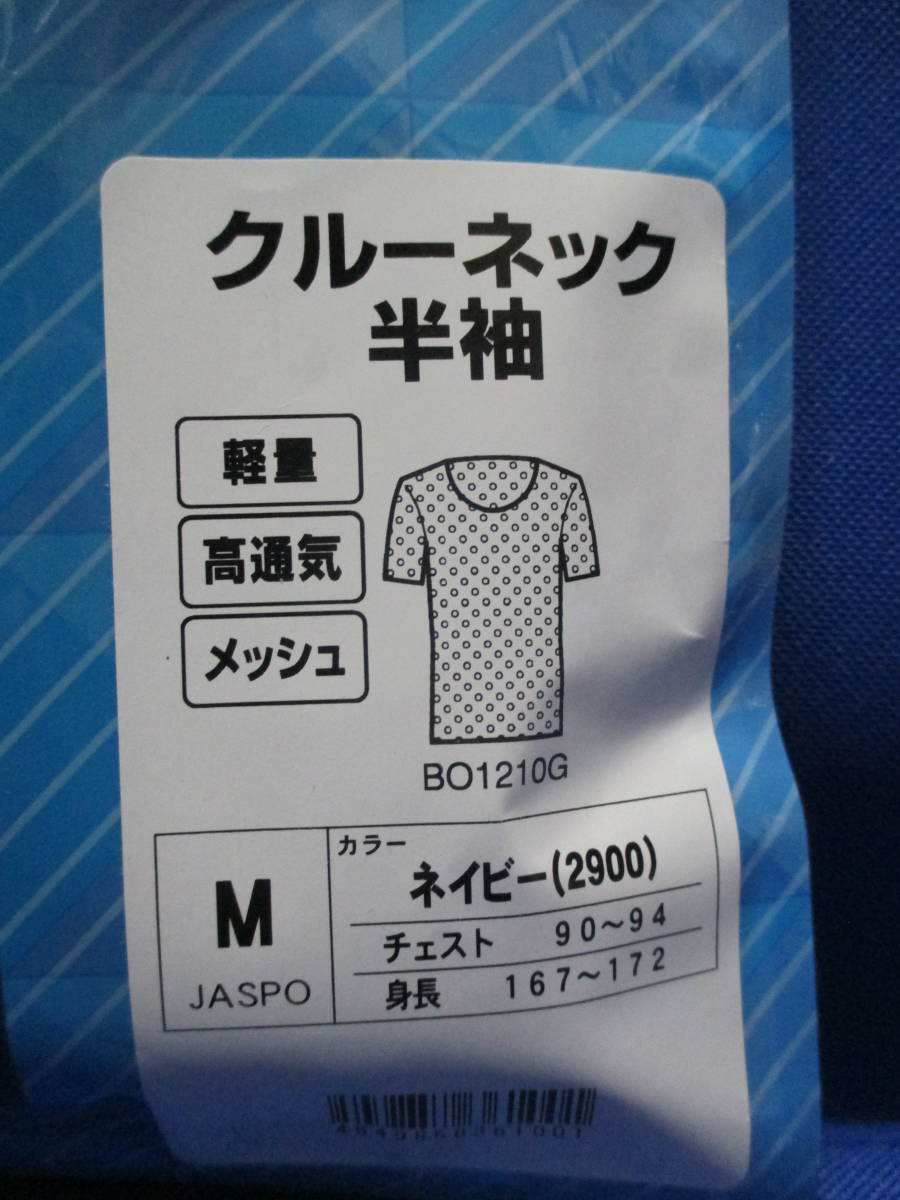 クルーネック
半袖
軽量
高通気
メッシュ
BO1210G
M
JASPO
カラー
ネイビー(2900)
チェスト 90~94
身長 167~172